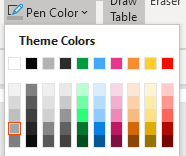 Pen Color
Draw
Table
Eraser
Theme Colors